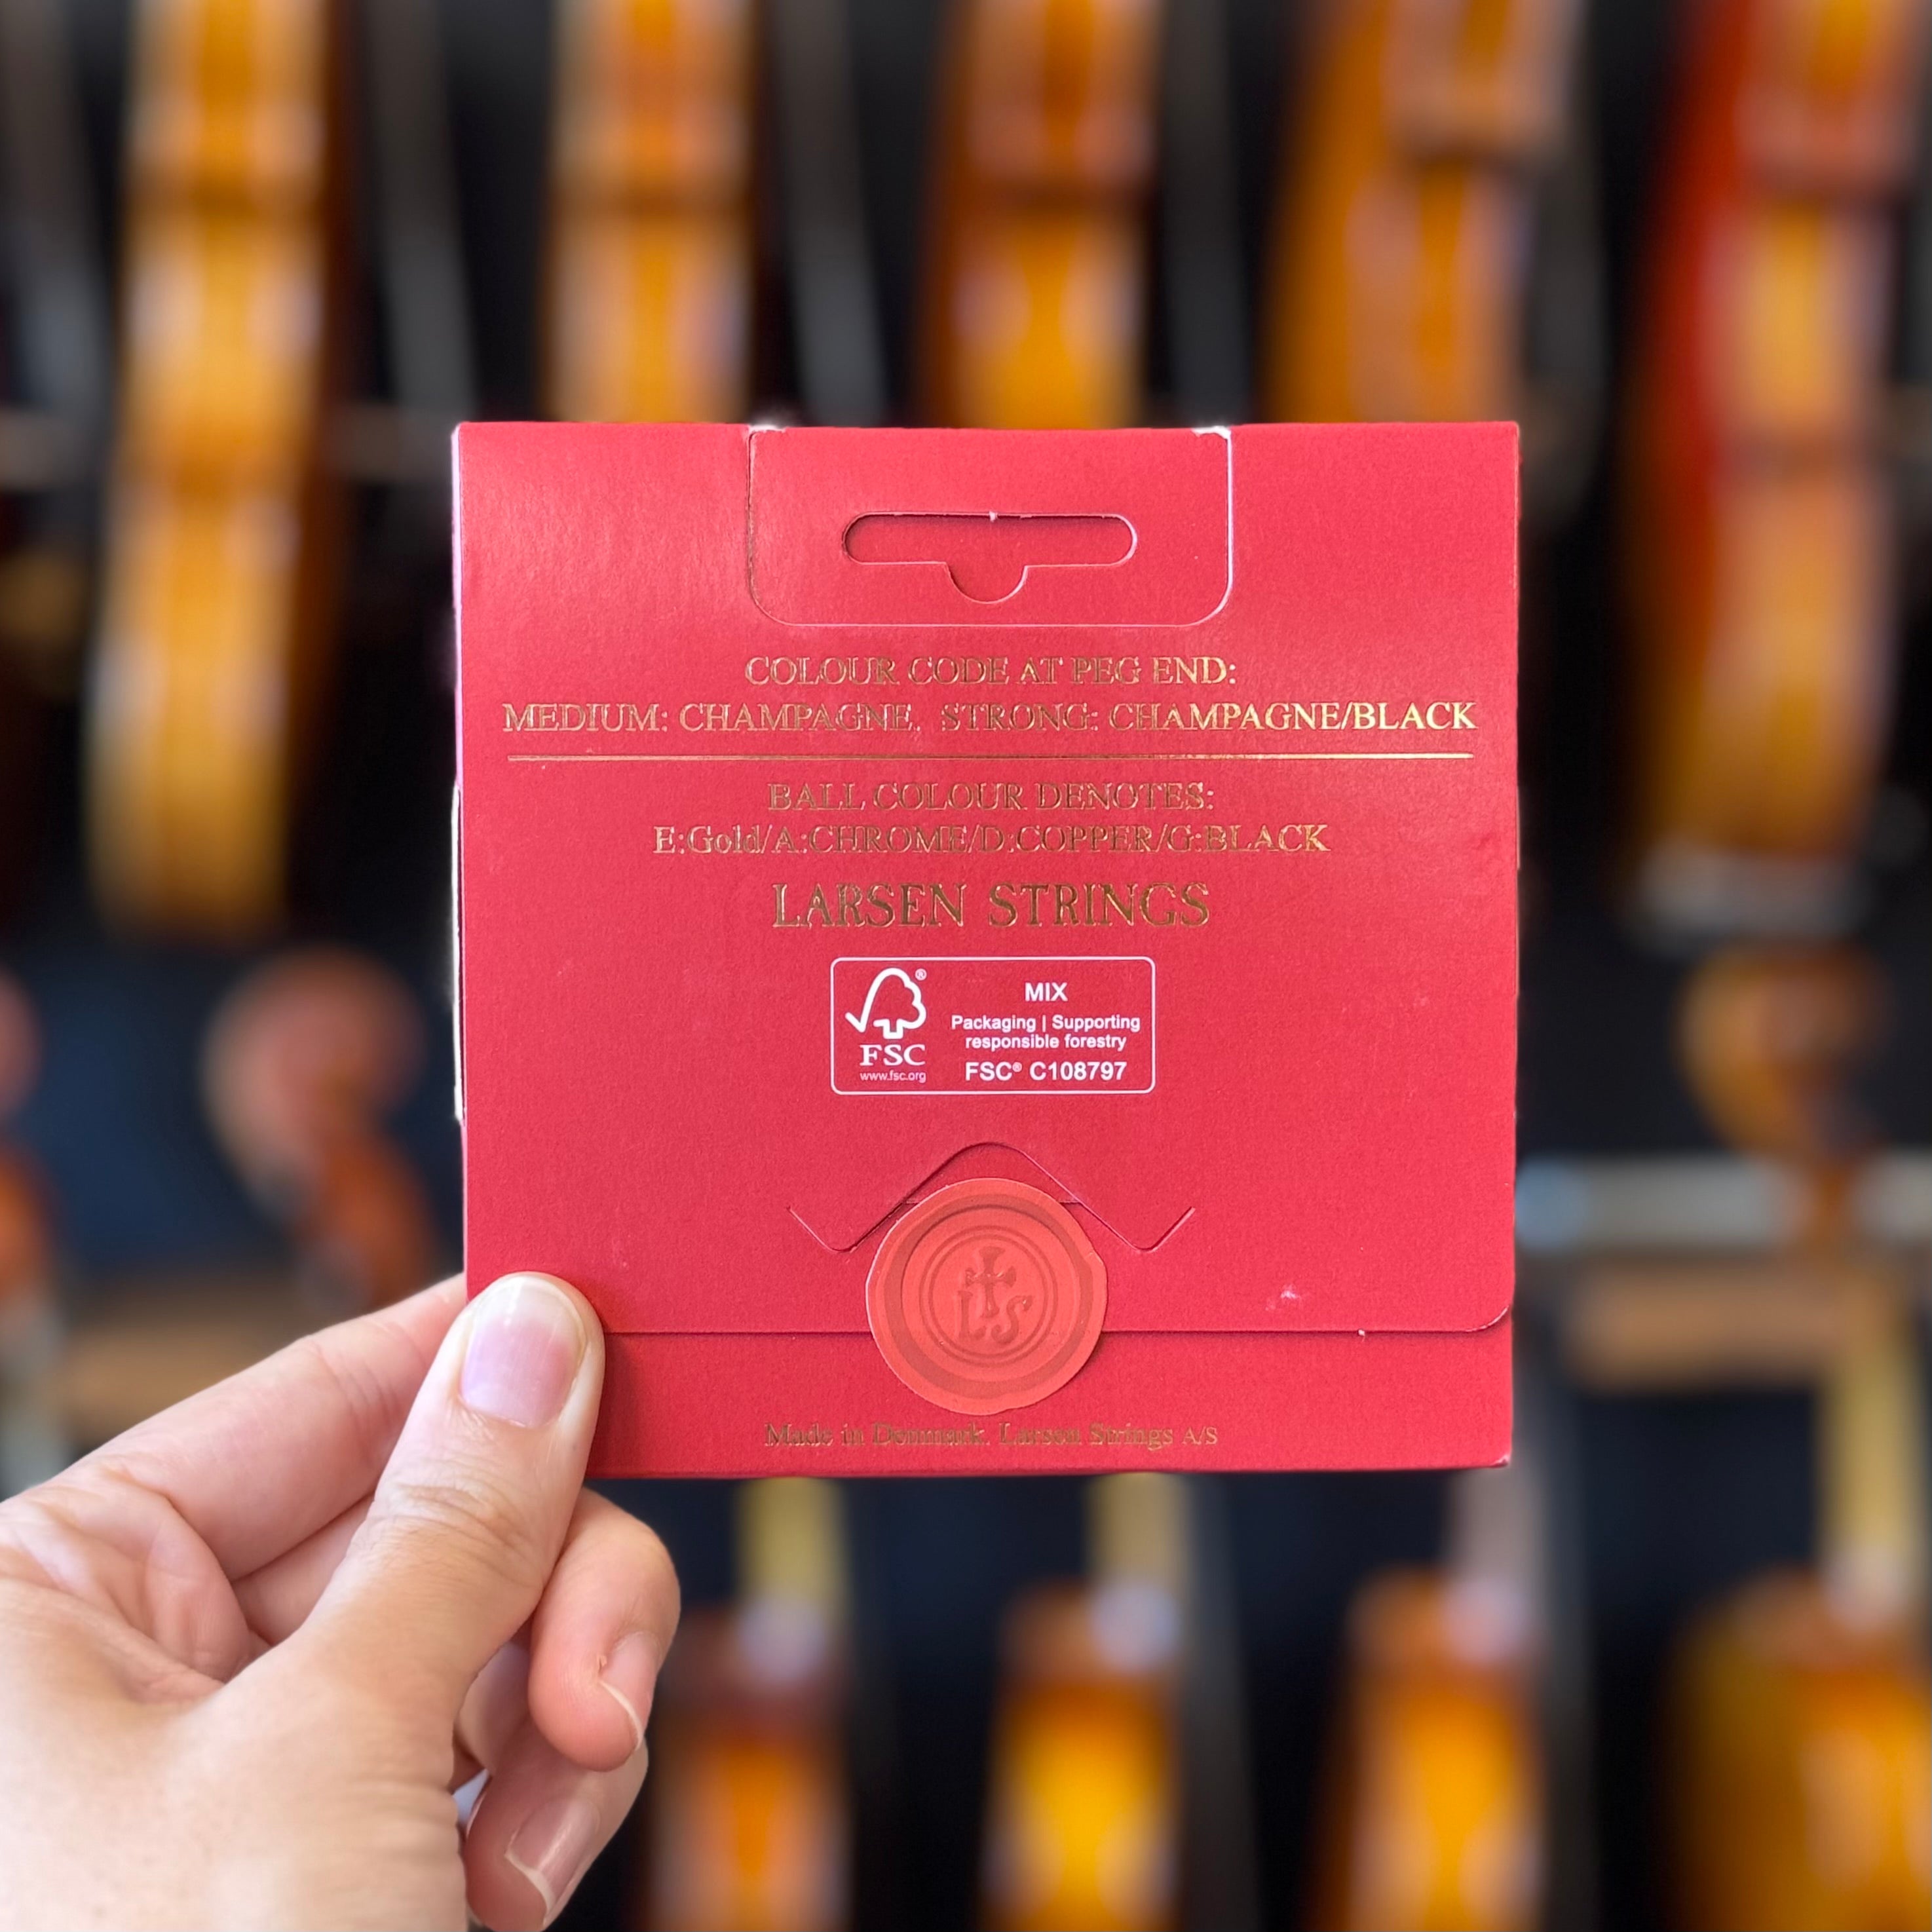 COLOUR CODE AT PEG END:
MEDIUM: CHAMPAGNE, STRONG: CHAMPAGNE/BLACK
BALL COLOUR DENOTES:
E:Gold/A:CHROME/D:COPPER/G:BLACK
LARSEN STRINGS
®
FSC
www.fsc.org
MIX
Packaging | Supporting
responsible forestry
FSC® C108797
LS
Made in Denmark. Larsen Strings A/S